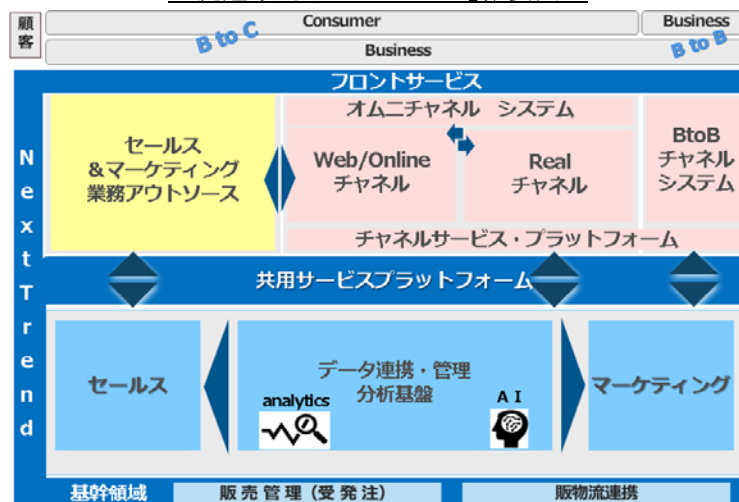 顧客
Consumer
Business
B to C
Business
B to B
フロントサービス
NextTrend
セールス
&マーケティング
業務アウトソース
オムニチャネル システム
Web/Online
チャネル
Real
チャネル
BtoB
チャネル
システム
チャネルサービス・プラットフォーム
共用サービスプラットフォーム
セールス
データ連携・管理
分析基盤
analytics
AI
マーケティング
基幹領域
販売管理（受発注）
販物流連携